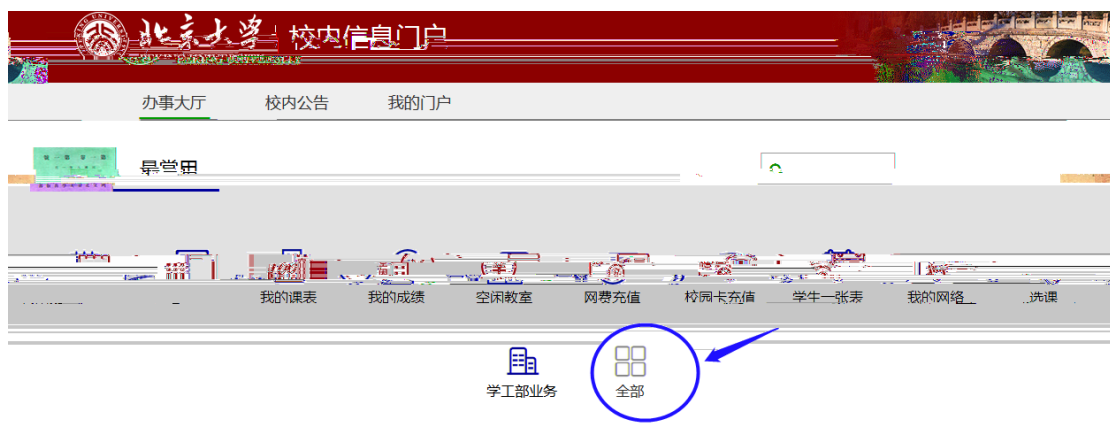 北京大学 校内信息门户
办事大厅 校内公告 我的门户
最常用
我的课表 我的成绩 空闲教室 网费充值 校园卡充值 学生一张表 我的网络 选课
学工部业务 全部